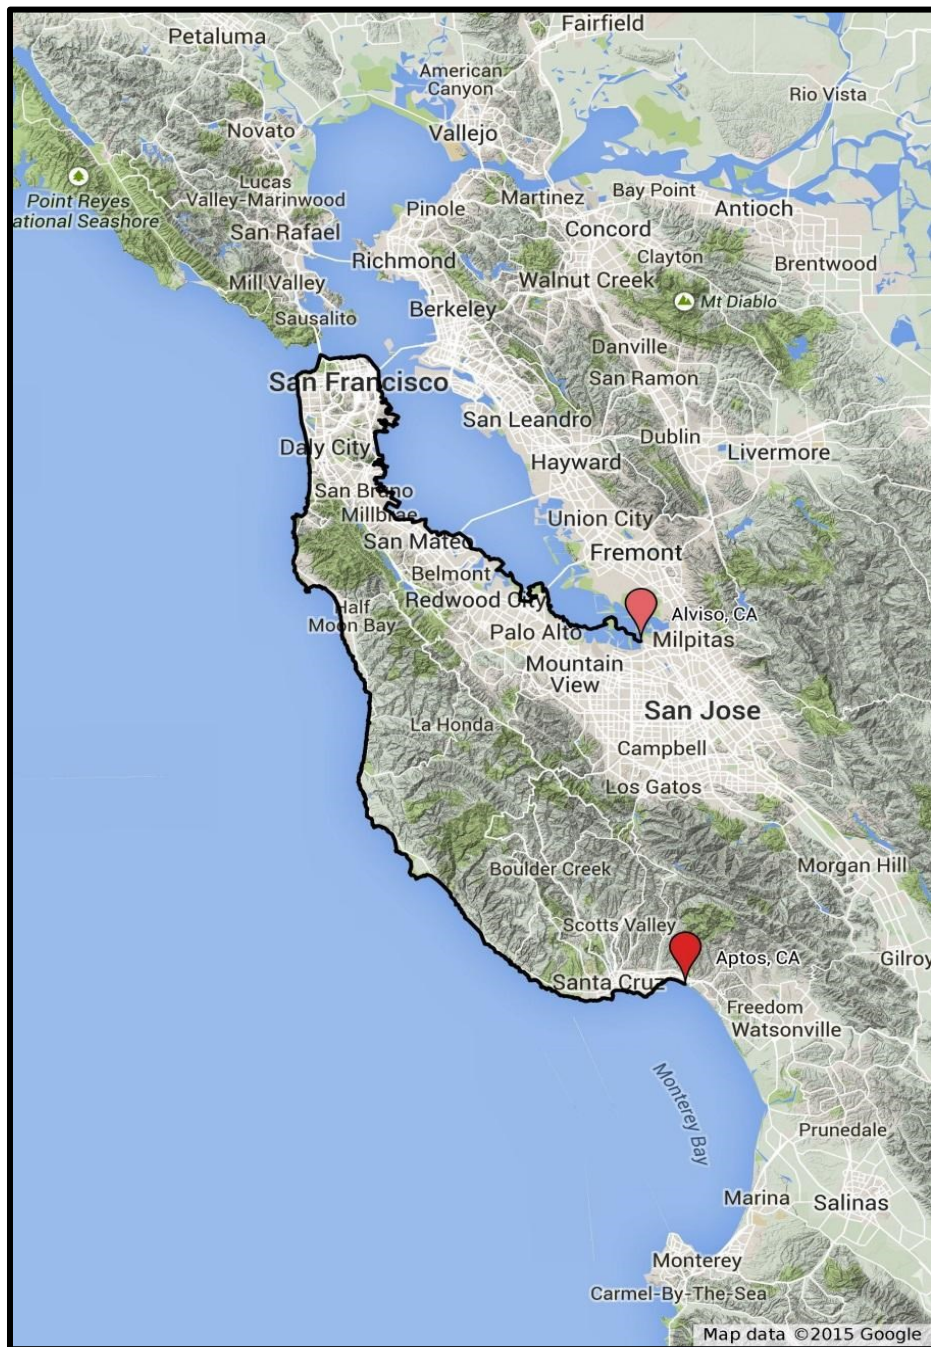 Fairfield
Petaluma
American
Canyon
Rio Vista
Novato
Vallejo
Lucas
Valley-Marinwood
Point Reyes
ational Seashore
Martinez
Bay Point
Pinole
Antioch
San Rafael
Concord
Richmond
Clayton
Brentwood
Mill Valley
Walnut Creek
Mt Diablo
Sausalito
Berkeley
Danville
San Francisco
San Ramon
San Leandro
Daly City
Dublin
Livermore
Hayward
San Bruno
Millbrae
Union City
San Mateo
Fremont
Belmont
Redwood City
Half
Moon Bay
Alviso, CA
Palo Alto
Milpitas
Mountain
View
San Jose
La Honda
Campbell
Los Gatos
Boulder Creek
Morgan Hill
Scotts Valley
Aptos, CA
Gilroy
Santa Cruz
Freedom
Watsonville
Monterey Bay
Prunedale
Marina
Salinas
Monterey
Carmel-By-The-Sea
Map data ©2015 Google